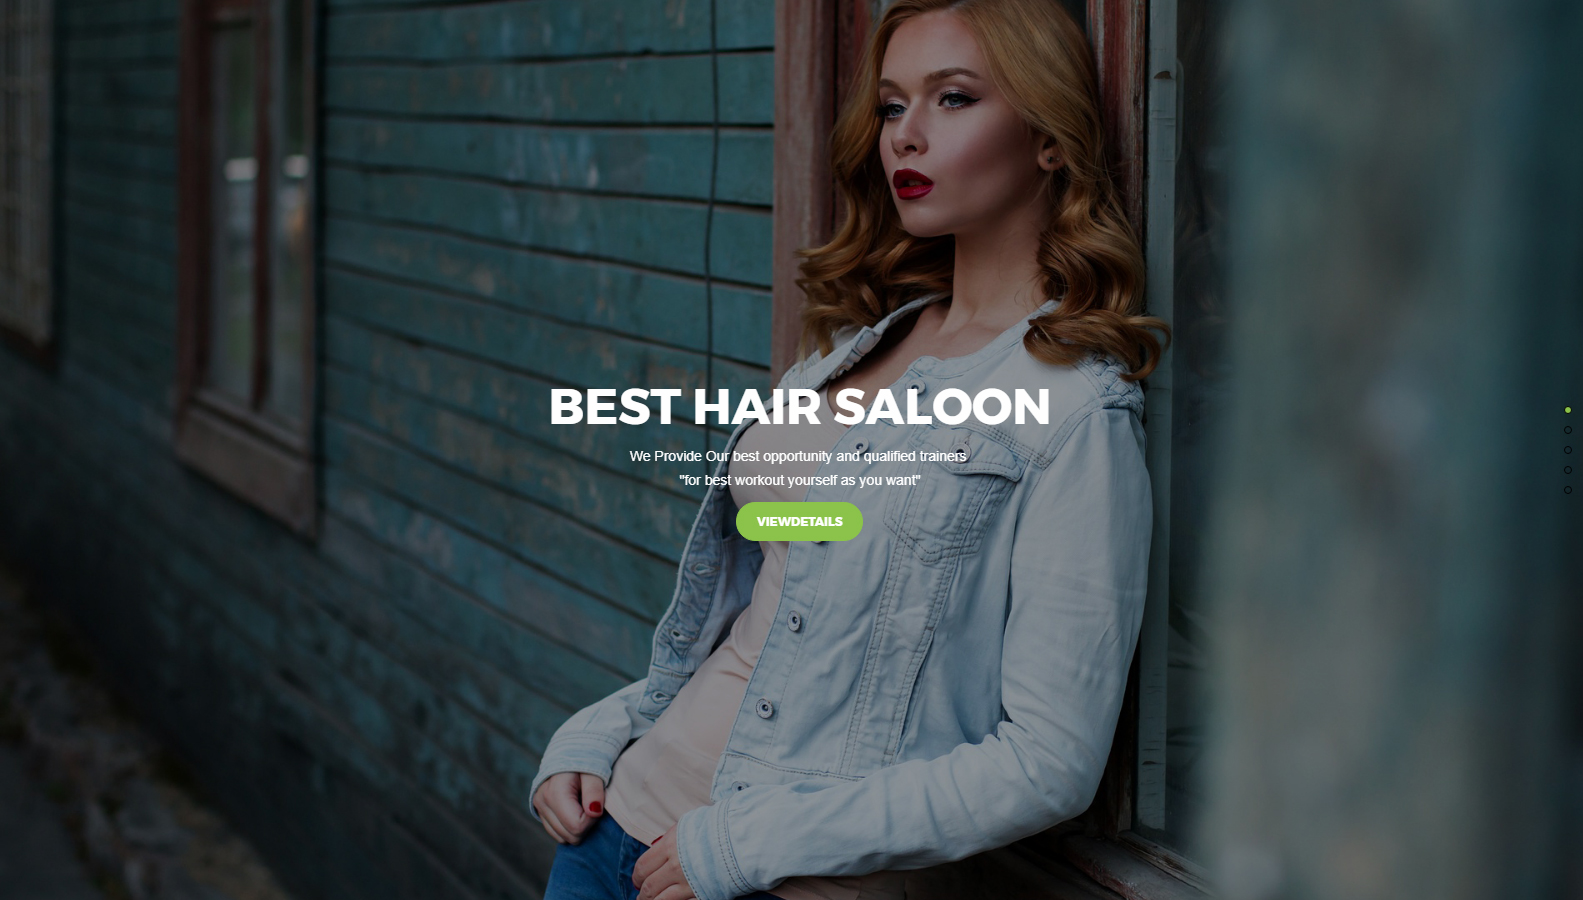 BEST HAIR SALOON
We Provide Our best opportunity and qualified trainers
"for best workout yourself as you want"
VIEWDETAILS